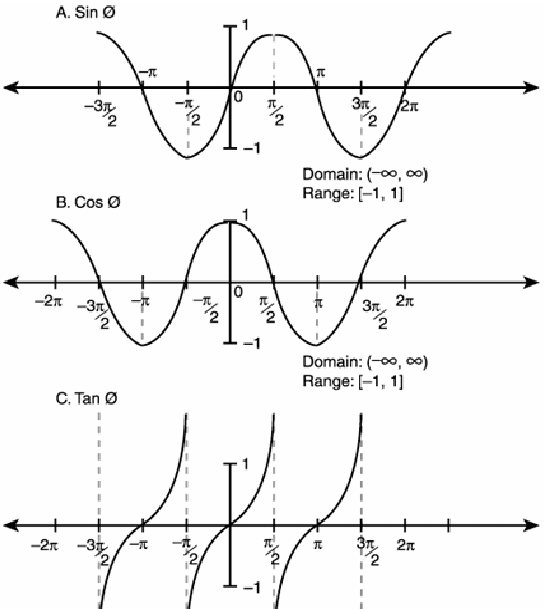 A. Sin Ø
1
−π
π
−3π/2
−π/2
0
π/2
3π/2
2π
−1
Domain: (−∞, ∞)
Range: [−1, 1]
B. Cos Ø
1
−2π
−3π/2
−π
−π/2
0
π/2
π
3π/2
2π
−1
Domain: (−∞, ∞)
Range: [−1, 1]
C. Tan Ø
1
−2π
−3π/2
−π
−π/2
π/2
π
3π/2
2π
−1